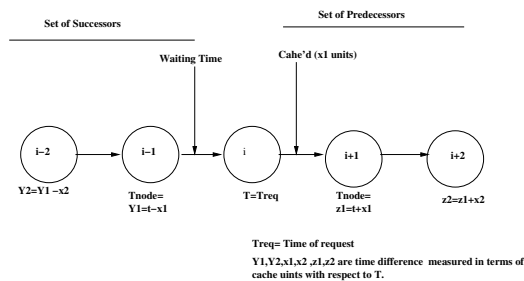 Set of Successors
Set of Predecessors
Waiting Time
Cahe'd (x1 units)
i−2
i−1
i
i+1
i+2
Y2=Y1 −x2
Tnode=
Y1=t−x1
T=Treq
Tnode=
z1=t+x1
z2=z1+x2
Treq= Time of request
Y1,Y2,x1,x2 ,z1,z2 are time difference measured in terms of
cache uints with respect to T.